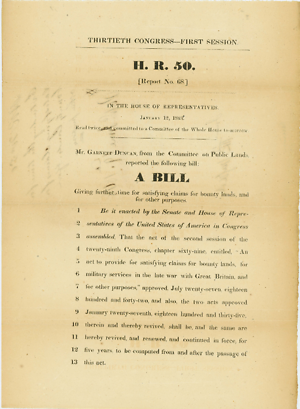 THIRTIETH CONGRESS—FIRST SESSION
H. R. 50.
[Report No. 68]
IN THE HOUSE OF REPRESENTATIVES
January
Read twice, and committed to a Committee of the Whole House
Mr. Garnett Duncan, from the Committee on Public Lands
reported the following bill:
A BILL
Giving further time for satisfying claims for bounty lands, and
for other purposes
1 Be it enacted by the Senate and House of Repre-
2 sentatives of the United States of America in Congress
3 assembled, That the act of the second session of the
4 twenty-ninth Congress, chapter sixty-nine, entitled, "An
5 act to provide for satisfying claims for bounty lands, for
6 military services in the late war with Great Britain, and
7 for other purposes," approved, July twenty-seven, eighteen
8 hundred and forty-two, and also, the two acts approved
9 January twenty-seventh, eighteen hundred and thirty-five,
10 therein and thereby revived, shall be, and the same are
11 hereby revived, and renewed, and continued in force, for
12 five years to be computed from and after the passage of
13 this act.